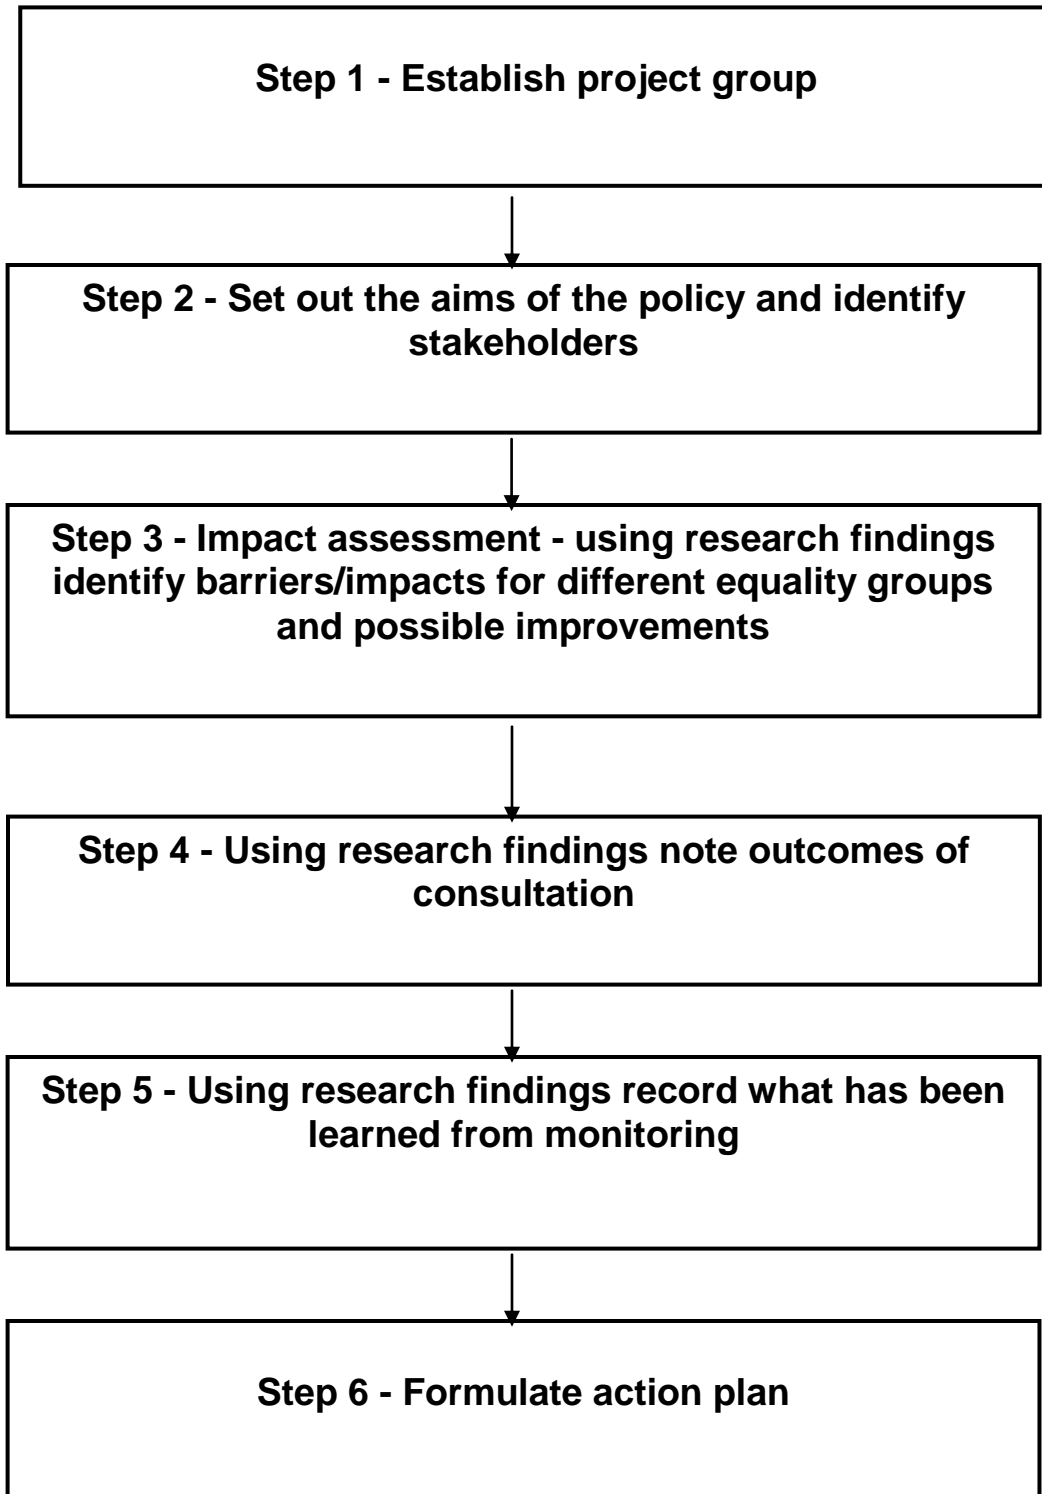 Step 1 - Establish project group
Step 2 - Set out the aims of the policy and identify
stakeholders
Step 3 - Impact assessment - using research findings
identify barriers/impacts for different equality groups
and possible improvements
Step 4 - Using research findings note outcomes of
consultation
Step 5 - Using research findings record what has been
learned from monitoring
Step 6 - Formulate action plan